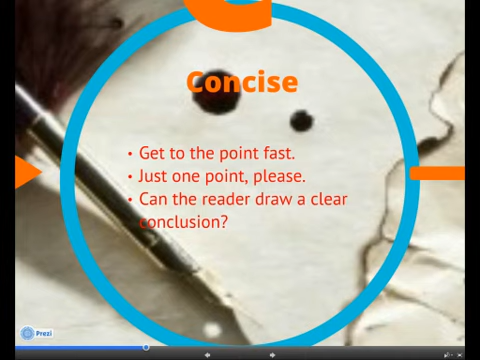 Concise
• Get to the point fast.
• Just one point, please.
• Can the reader draw a clear
conclusion?
Prezi